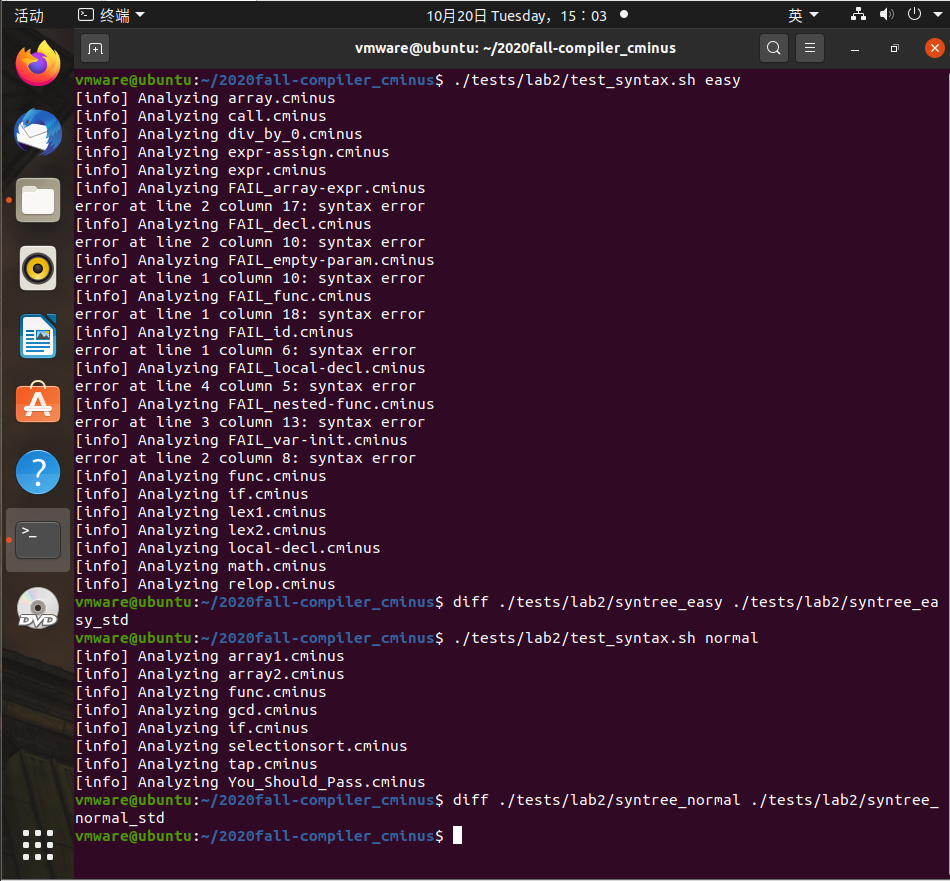 活动 终端 10月20日 Tuesday，15：03 英
vmware@ubuntu: ~/2020fall-compiler_cminus
vmware@ubuntu:~/2020fall-compiler_cminus$ ./tests/lab2/test_syntax.sh easy
[info] Analyzing array.cminus
[info] Analyzing call.cminus
[info] Analyzing div_by_0.cminus
[info] Analyzing expr-assign.cminus
[info] Analyzing expr.cminus
[info] Analyzing FAIL_array-expr.cminus
error at line 2 column 17: syntax error
[info] Analyzing FAIL_decl.cminus
error at line 2 column 10: syntax error
[info] Analyzing FAIL_empty-param.cminus
error at line 1 column 10: syntax error
[info] Analyzing FAIL_func.cminus
error at line 1 column 18: syntax error
[info] Analyzing FAIL_id.cminus
error at line 1 column 6: syntax error
[info] Analyzing FAIL_local-decl.cminus
error at line 4 column 5: syntax error
[info] Analyzing FAIL_nested-func.cminus
error at line 3 column 13: syntax error
[info] Analyzing FAIL_var-init.cminus
error at line 2 column 8: syntax error
[info] Analyzing func.cminus
[info] Analyzing if.cminus
[info] Analyzing lex1.cminus
[info] Analyzing lex2.cminus
[info] Analyzing local-decl.cminus
[info] Analyzing math.cminus
[info] Analyzing relop.cminus
vmware@ubuntu:~/2020fall-compiler_cminus$ diff ./tests/lab2/syntree_easy ./tests/lab2/syntree_ea
sy_std
vmware@ubuntu:~/2020fall-compiler_cminus$ ./tests/lab2/test_syntax.sh normal
[info] Analyzing array1.cminus
[info] Analyzing array2.cminus
[info] Analyzing func.cminus
[info] Analyzing gcd.cminus
[info] Analyzing if.cminus
[info] Analyzing selectionsort.cminus
[info] Analyzing tap.cminus
[info] Analyzing You_Should_Pass.cminus
vmware@ubuntu:~/2020fall-compiler_cminus$ diff ./tests/lab2/syntree_normal ./tests/lab2/syntree_
normal_std
vmware@ubuntu:~/2020fall-compiler_cminus$
DVD